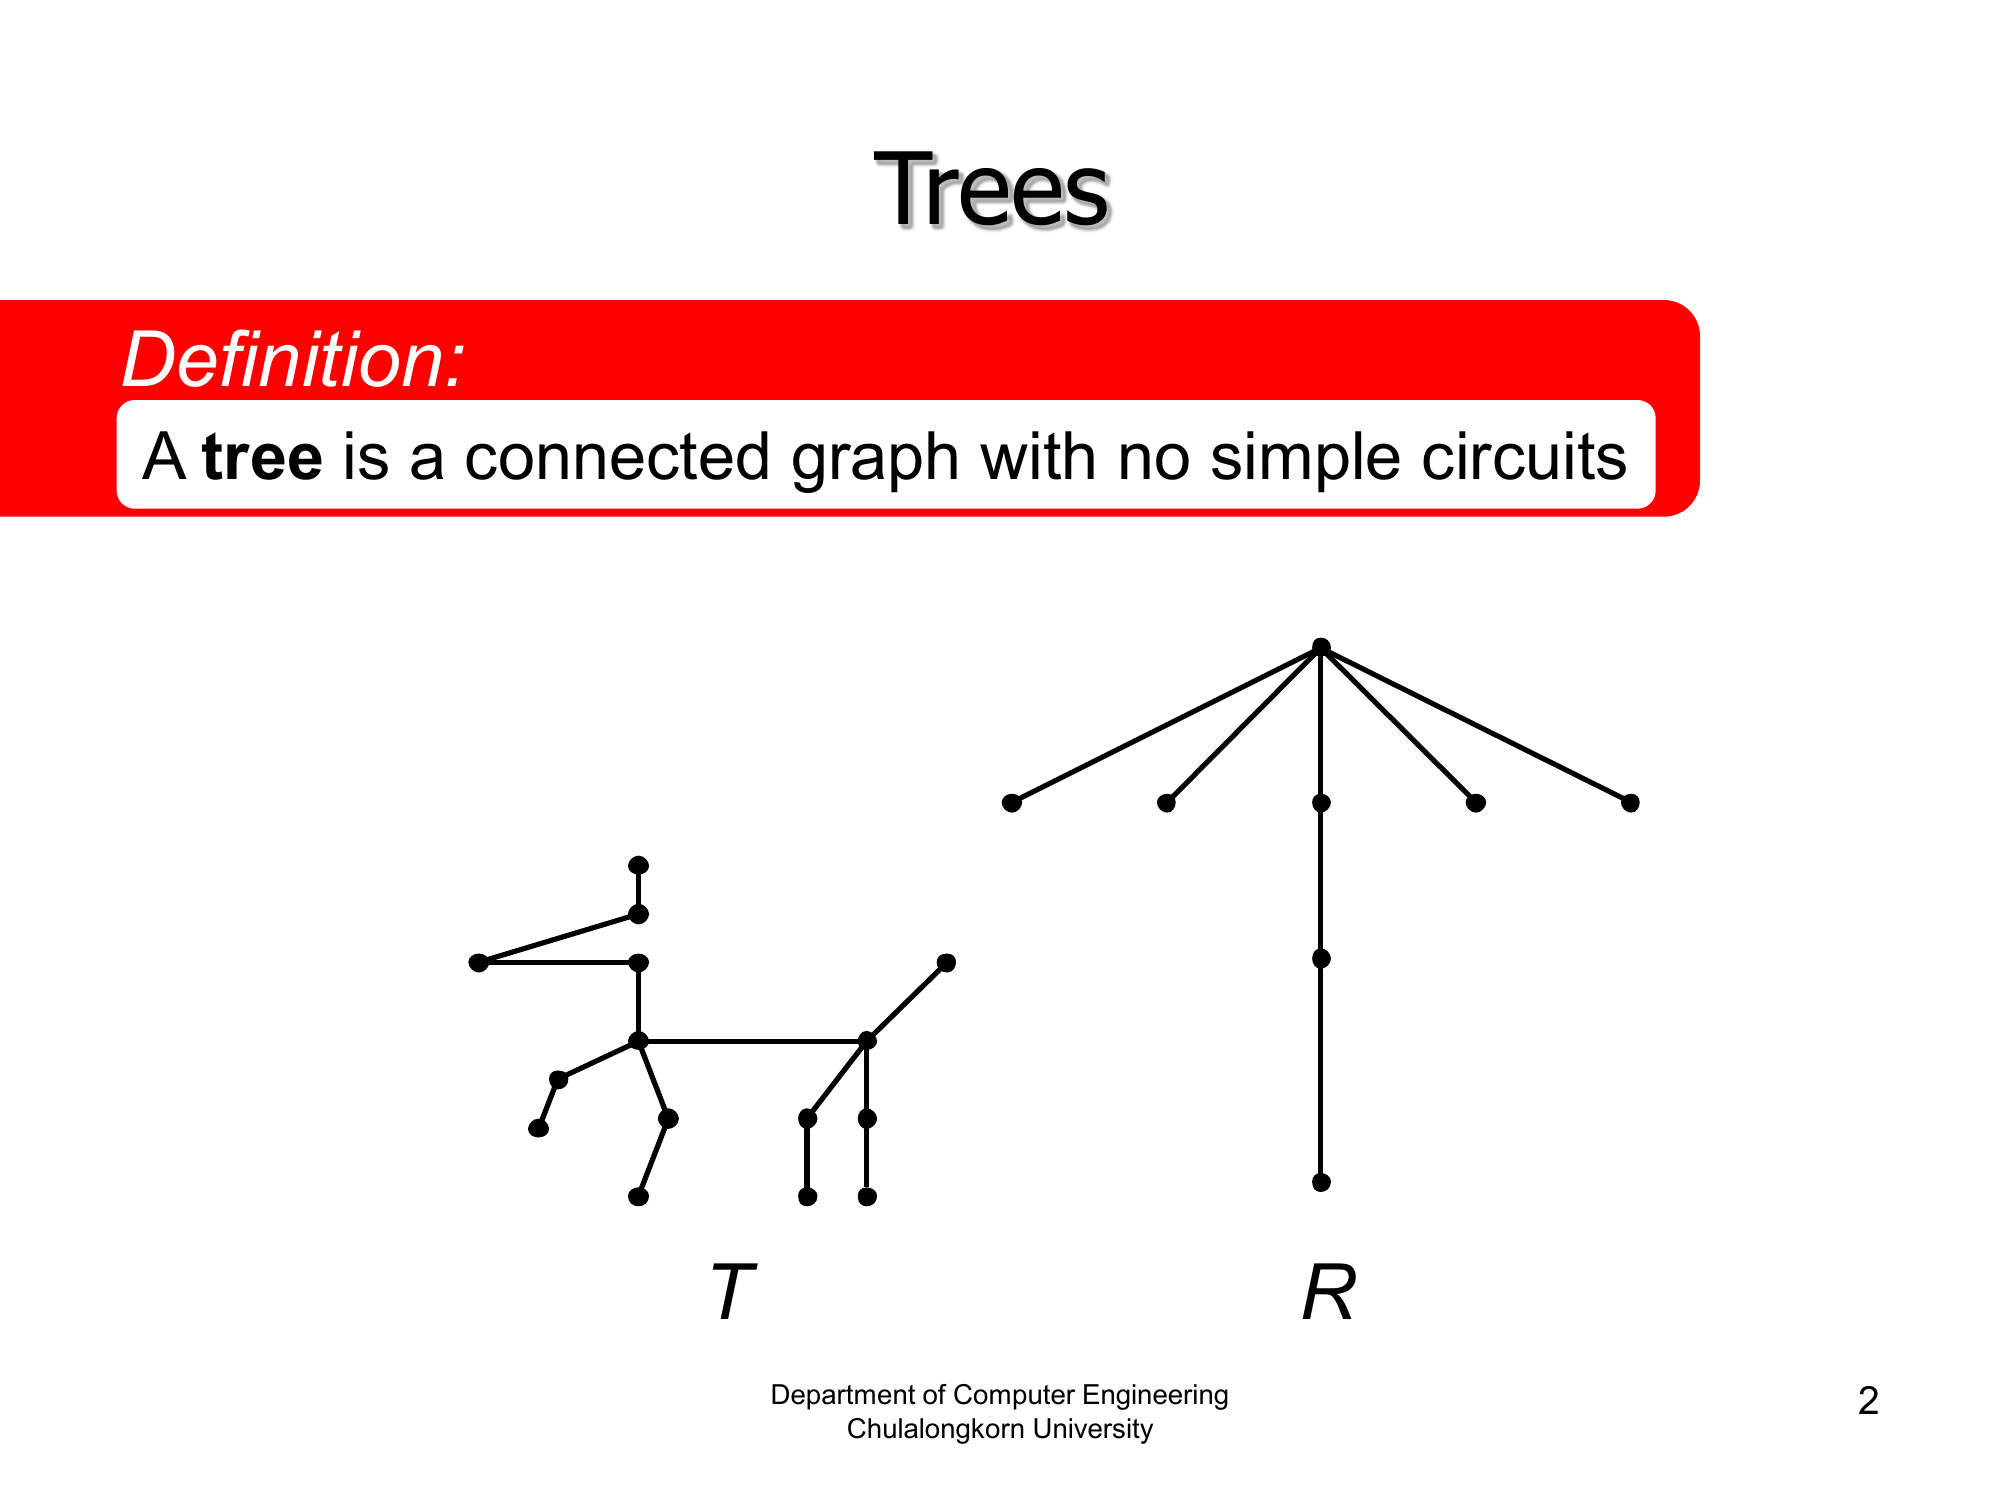 Trees
Definition:
A tree is a connected graph with no simple circuits
T
R
Department of Computer Engineering
Chulalongkorn University
2